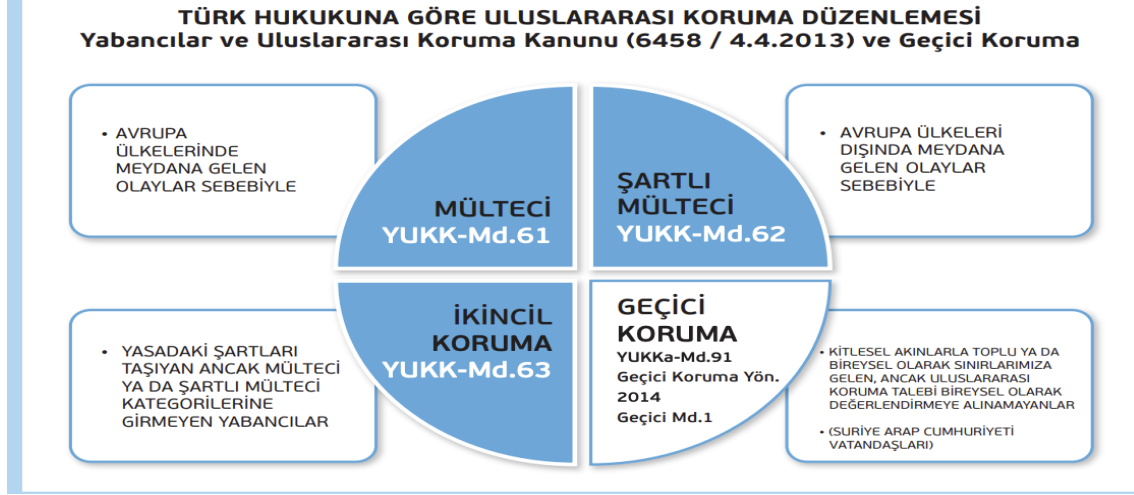 TÜRK HUKUKUNA GÖRE ULUSLARARASI KORUMA DÜZENLEMESİ
Yabancılar ve Uluslararası Koruma Kanunu (6458 / 4.4.2013) ve Geçici Koruma
• AVRUPA
ÜLKELERİNDE
MEYDANA GELEN
OLAYLAR SEBEBİYLE
MÜLTECİ
YUKK-Md.61
ŞARTLI
MÜLTECİ
YUKK-Md.62
• AVRUPA ÜLKELERİ
DIŞINDA MEYDANA
GELEN OLAYLAR
SEBEBİYLE
• YASADAKİ ŞARTLARI
TAŞIYAN ANCAK MÜLTECİ
YA DA ŞARTLI MÜLTECİ
KATEGORİLERİNE
GİRMEYEN YABANCILAR
İKİNCİL
KORUMA
YUKK-Md.63
GEÇİCİ
KORUMA
YUKKa-Md.91
Geçici Koruma Yön.
2014
Geçici Md.1
• KİTLESEL AKINLARLA TOPLU YA DA
BİREYSEL OLARAK SINIRLARIMIZA
GELEN, ANCAK ULUSLARARASI
KORUMA TALEBİ BİREYSEL OLARAK
DEĞERLENDİRMEYE ALINAMAYANLAR
• (SURİYE ARAP CUMHURİYETİ
VATANDAŞLARI)